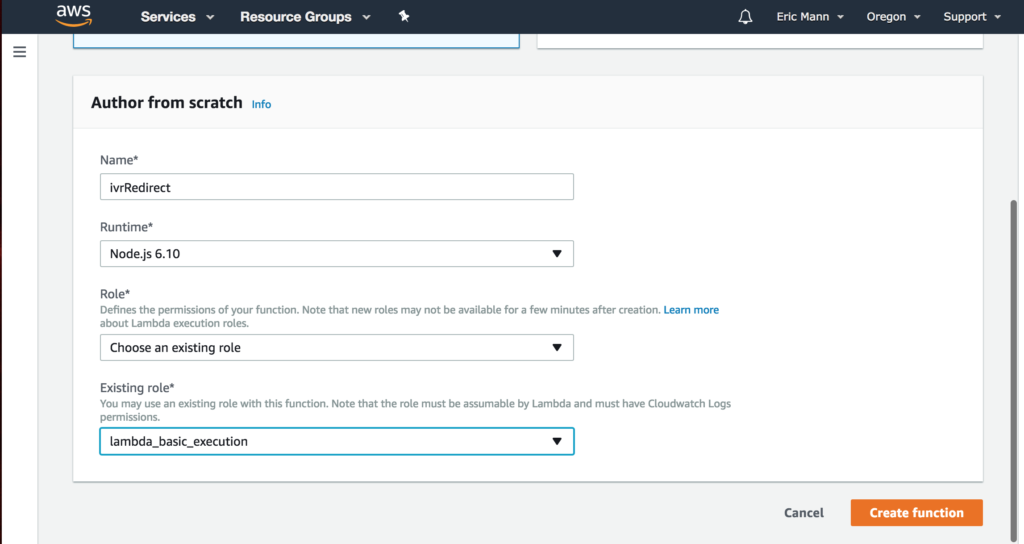 aws Services Resource Groups Eric Mann Oregon Support
Author from scratch Info
Name*
ivrRedirect
Runtime*
Node.js 6.10
Role*
Defines the permissions of your function. Note that new roles may not be available for a few minutes after creation. Learn more
about Lambda execution roles.
Choose an existing role
Existing role*
You may use an existing role with this function. Note that the role must be assumable by Lambda and must have Cloudwatch Logs
permissions.
lambda_basic_execution
Cancel Create function